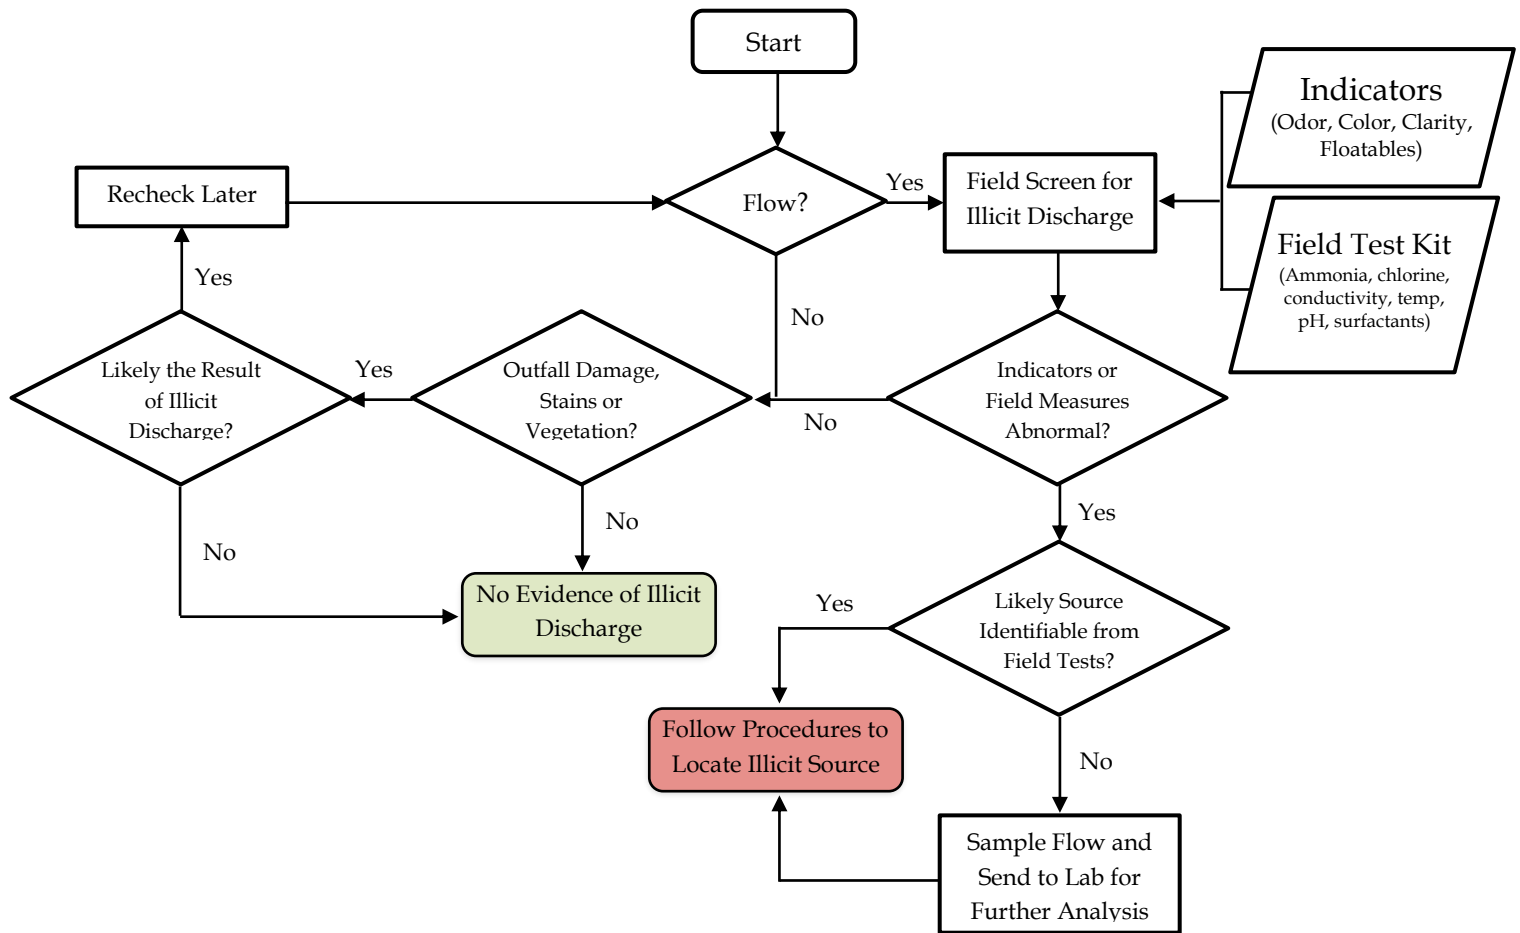 Start
Indicators
(Odor, Color, Clarity,
Floatables)
Recheck Later
Flow?
Yes
Field Screen for
Illicit Discharge
Field Test Kit
(Ammonia, chlorine,
conductivity, temp,
pH, surfactants)
Yes
No
Likely the Result
of Illicit
Discharge?
Yes
Outfall Damage,
Stains or
Vegetation?
No
Indicators or
Field Measures
Abnormal?
No
No
Yes
No Evidence of Illicit
Discharge
Yes
Likely Source
Identifiable from
Field Tests?
Follow Procedures to
Locate Illicit Source
No
Sample Flow and
Send to Lab for
Further Analysis